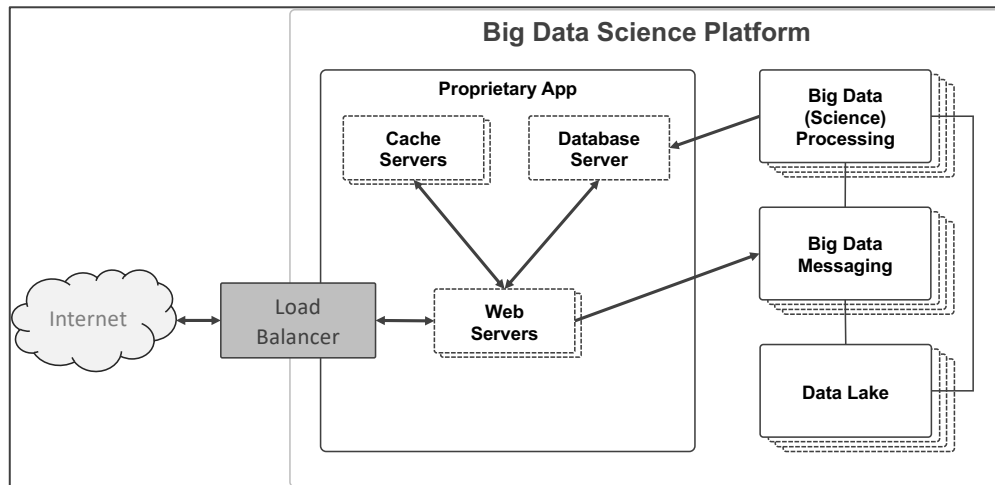 Big Data Science Platform
Proprietary App
Cache
Servers
Database
Server
Big Data
(Science)
Processing
Big Data
Messaging
Internet
Load
Balancer
Web
Servers
Data Lake